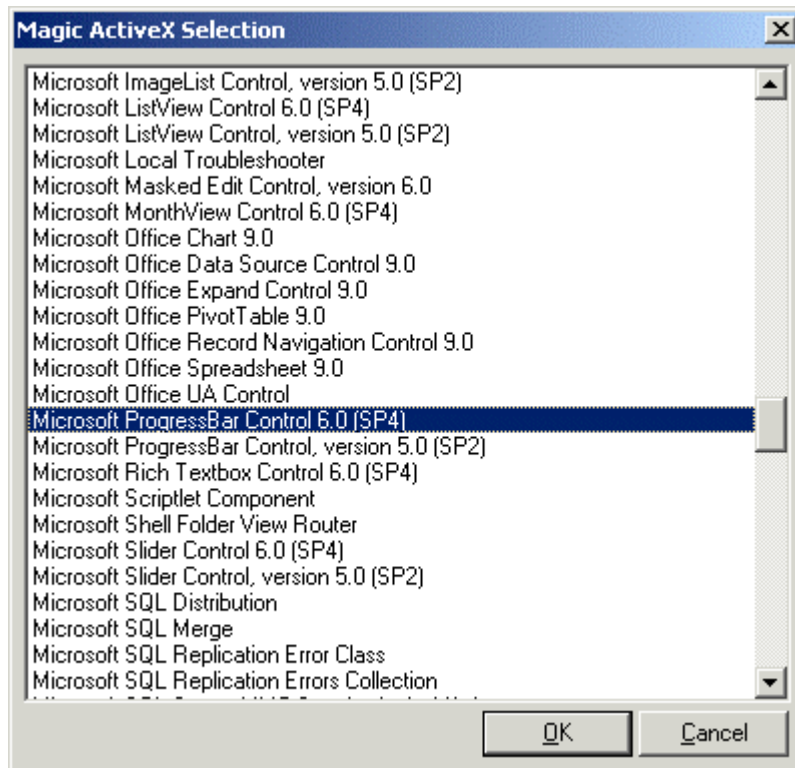 Magic ActiveX Selection
Microsoft ImageList Control, version 5.0 (SP2)
Microsoft ListView Control 6.0 (SP4)
Microsoft ListView Control, version 5.0 (SP2)
Microsoft Local Troubleshooter
Microsoft Masked Edit Control, version 6.0
Microsoft MonthView Control 6.0 (SP4)
Microsoft Office Chart 9.0
Microsoft Office Data Source Control 9.0
Microsoft Office Expand Control 9.0
Microsoft Office PivotTable 9.0
Microsoft Office Record Navigation Control 9.0
Microsoft Office Spreadsheet 9.0
Microsoft Office UA Control
Microsoft ProgressBar Control 6.0 (SP4)
Microsoft ProgressBar Control, version 5.0 (SP2)
Microsoft Rich Textbox Control 6.0 (SP4)
Microsoft Scriptlet Component
Microsoft Shell Folder View Router
Microsoft Slider Control 6.0 (SP4)
Microsoft Slider Control, version 5.0 (SP2)
Microsoft SQL Distribution
Microsoft SQL Merge
Microsoft SQL Replication Error Class
Microsoft SQL Replication Errors Collection
OK Cancel